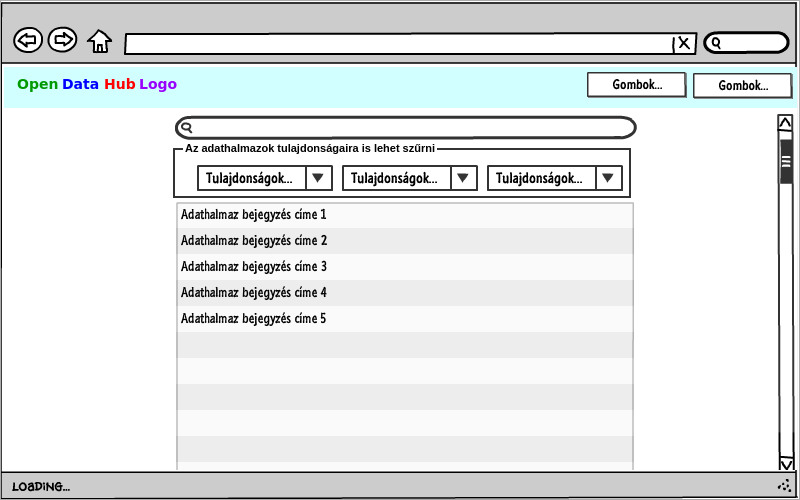 Open Data Hub Logo
Gombok...
Gombok...
Az adathalmazok tulajdonságaira is lehet szűrni
Tulajdonságok...
Tulajdonságok...
Tulajdonságok...
Adathalmaz bejegyzés címe 1
Adathalmaz bejegyzés címe 2
Adathalmaz bejegyzés címe 3
Adathalmaz bejegyzés címe 4
Adathalmaz bejegyzés címe 5
LOADING...